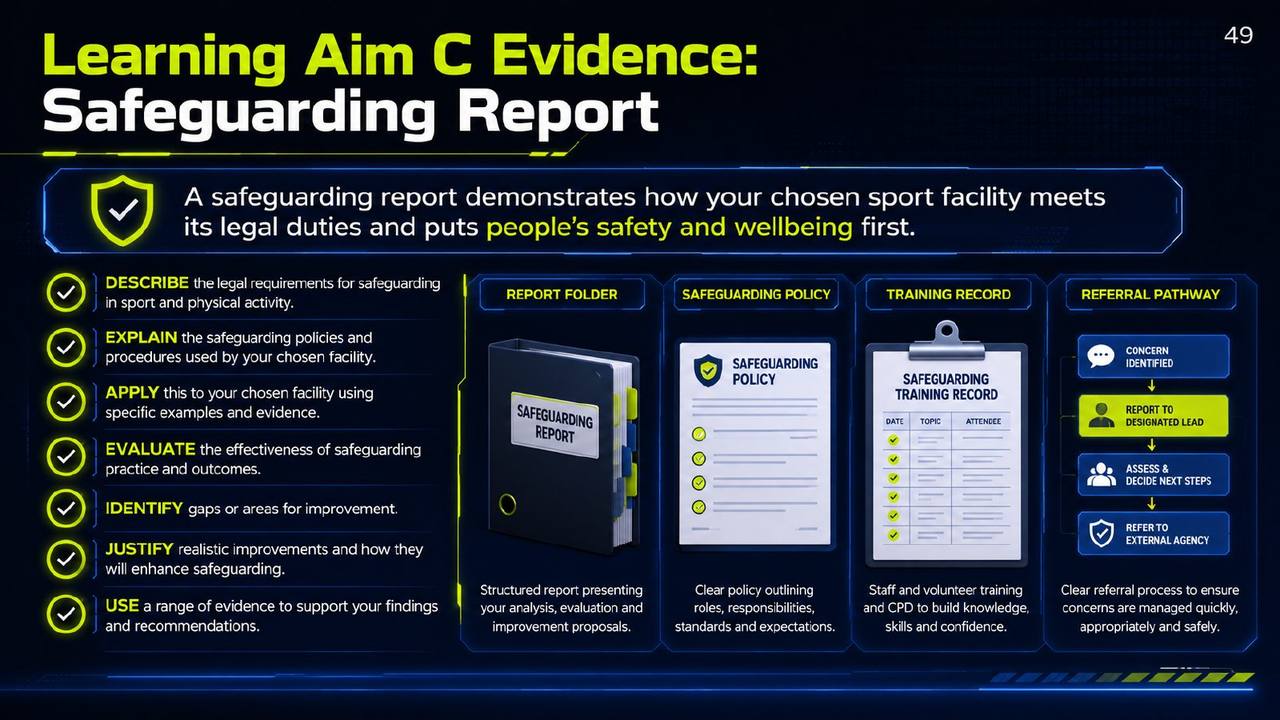 49
Learning Aim C Evidence:
Safeguarding Report
A safeguarding report demonstrates how your chosen sport facility meets
its legal duties and puts people's safety and wellbeing first.
DESCRIBE the legal requirements for safeguarding
in sport and physical activity.
EXPLAIN the safeguarding policies and
procedures used by your chosen facility.
APPLY this to your chosen facility using
specific examples and evidence.
EVALUATE the effectiveness of safeguarding
practice and outcomes.
IDENTIFY gaps or areas for improvement.
JUSTIFY realistic improvements and how they
will enhance safeguarding.
USE a range of evidence to support your findings
and recommendations.
REPORT FOLDER
SAFEGUARDING
REPORT
Structured report presenting
your analysis, evaluation and
improvement proposals.
SAFEGUARDING POLICY
SAFEGUARDING
POLICY
Clear policy outlining
roles, responsibilities,
standards and expectations.
TRAINING RECORD
SAFEGUARDING
TRAINING RECORD
DATE TOPIC ATTENDEE
Staff and volunteer training
and CPD to build knowledge,
skills and confidence.
REFERRAL PATHWAY
CONCERN
IDENTIFIED
REPORT TO
DESIGNATED LEAD
ASSESS &
DECIDE NEXT STEPS
REFER TO
EXTERNAL AGENCY
Clear referral process to ensure
concerns are managed quickly,
appropriately and safely.